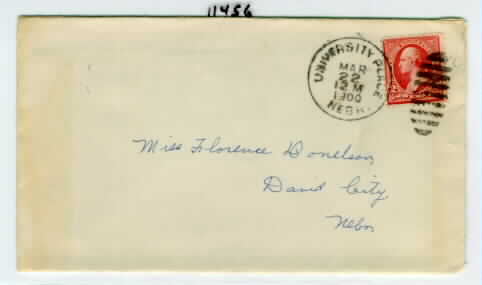 11456
UNIVERSITY PLACE
MAR
22
12 M
1900
NEBR.
Miss Florence Donelson
David City,
Nebr